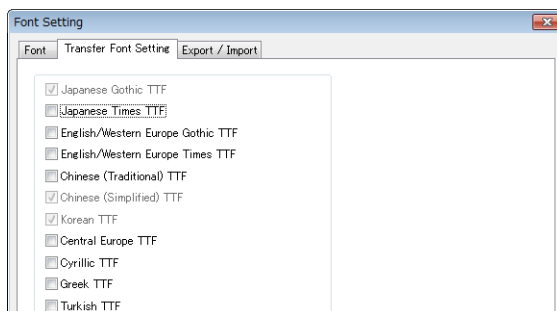 Font Setting
Font Transfer Font Setting Export / Import
Japanese Gothic TTF
Japanese Times TTF
English/Western Europe Gothic TTF
English/Western Europe Times TTF
Chinese (Traditional) TTF
Chinese (Simplified) TTF
Korean TTF
Central Europe TTF
Cyrillic TTF
Greek TTF
Turkish TTF